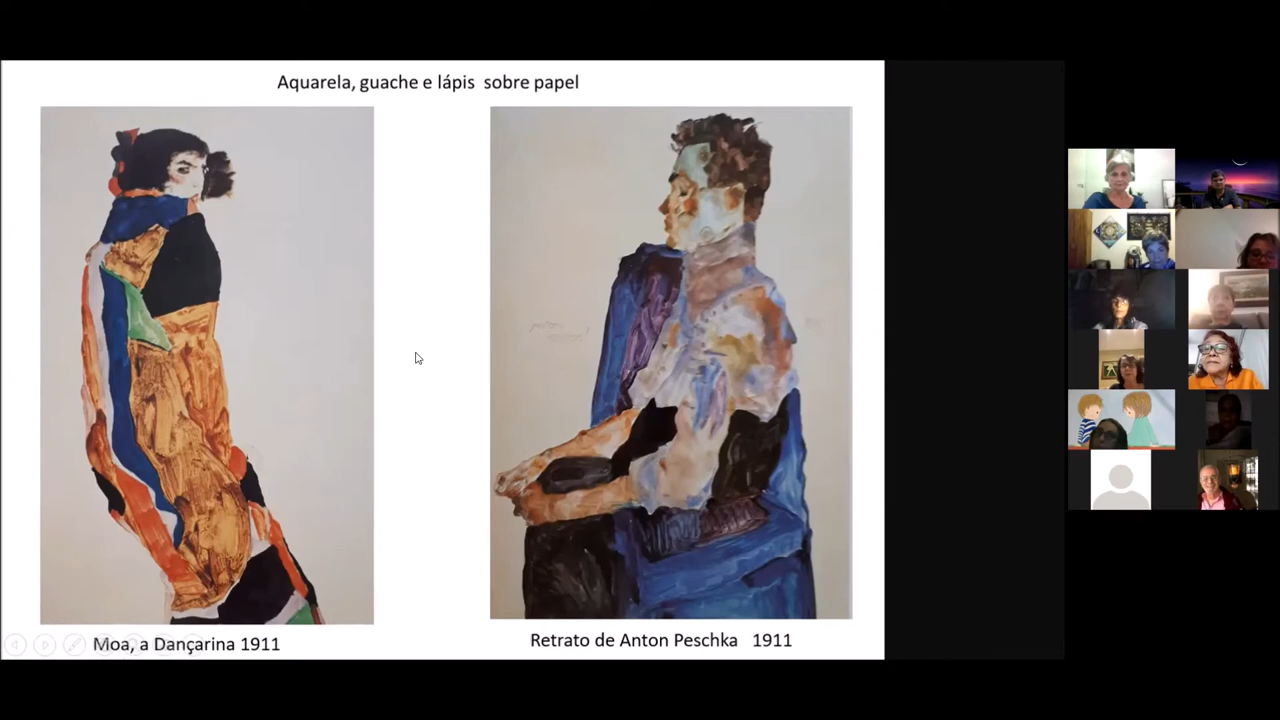 Aquarela, guache e lápis sobre papel
Moa, a Dançarina 1911
Retrato de Anton Peschka 1911